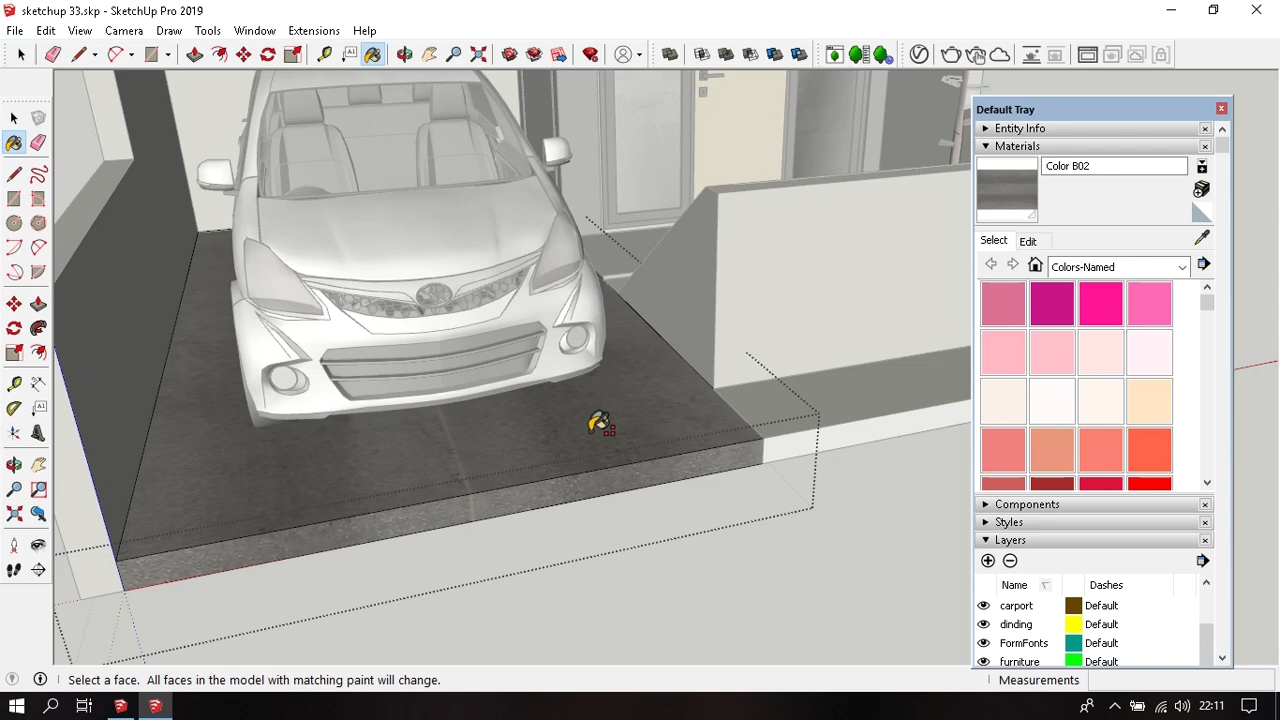 sketchup 33.skp - SketchUp Pro 2019
File Edit View Camera Draw Tools Window Extensions Help
Default Tray
Entity Info
Materials
Color B02
Select Edit
Colors-Named
Components
Styles
Layers
Name Dashes
carport Default
dinding Default
FormFonts Default
furniture Default
Select a face. All faces in the model with matching paint will change.
Measurements
22:11